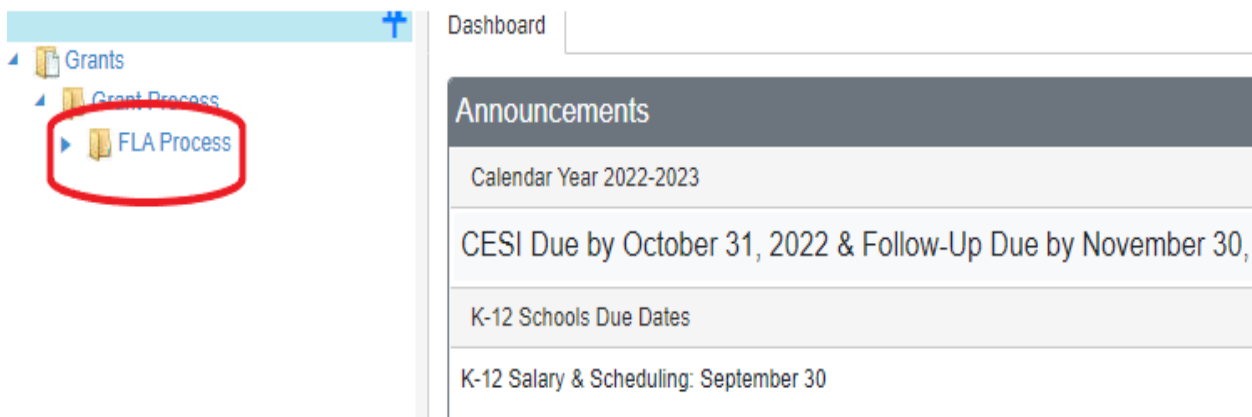 Grants
Grant Process
FLA Process
Dashboard
Announcements
Calendar Year 2022-2023
CESI Due by October 31, 2022 & Follow-Up Due by November 30,
K-12 Schools Due Dates
K-12 Salary & Scheduling: September 30